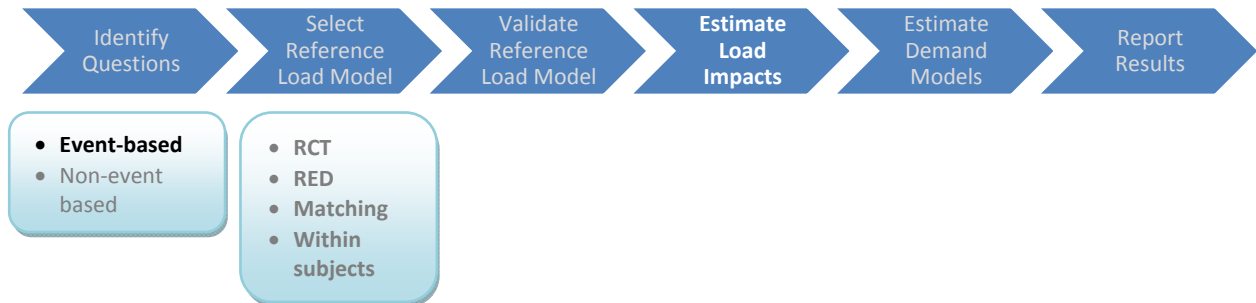 Identify
Questions
Select
Reference
Load Model
Validate
Reference
Load Model
Estimate
Load
Impacts
Estimate
Demand
Models
Report
Results
• Event-based
• Non-event
based
• RCT
• RED
• Matching
• Within
subjects